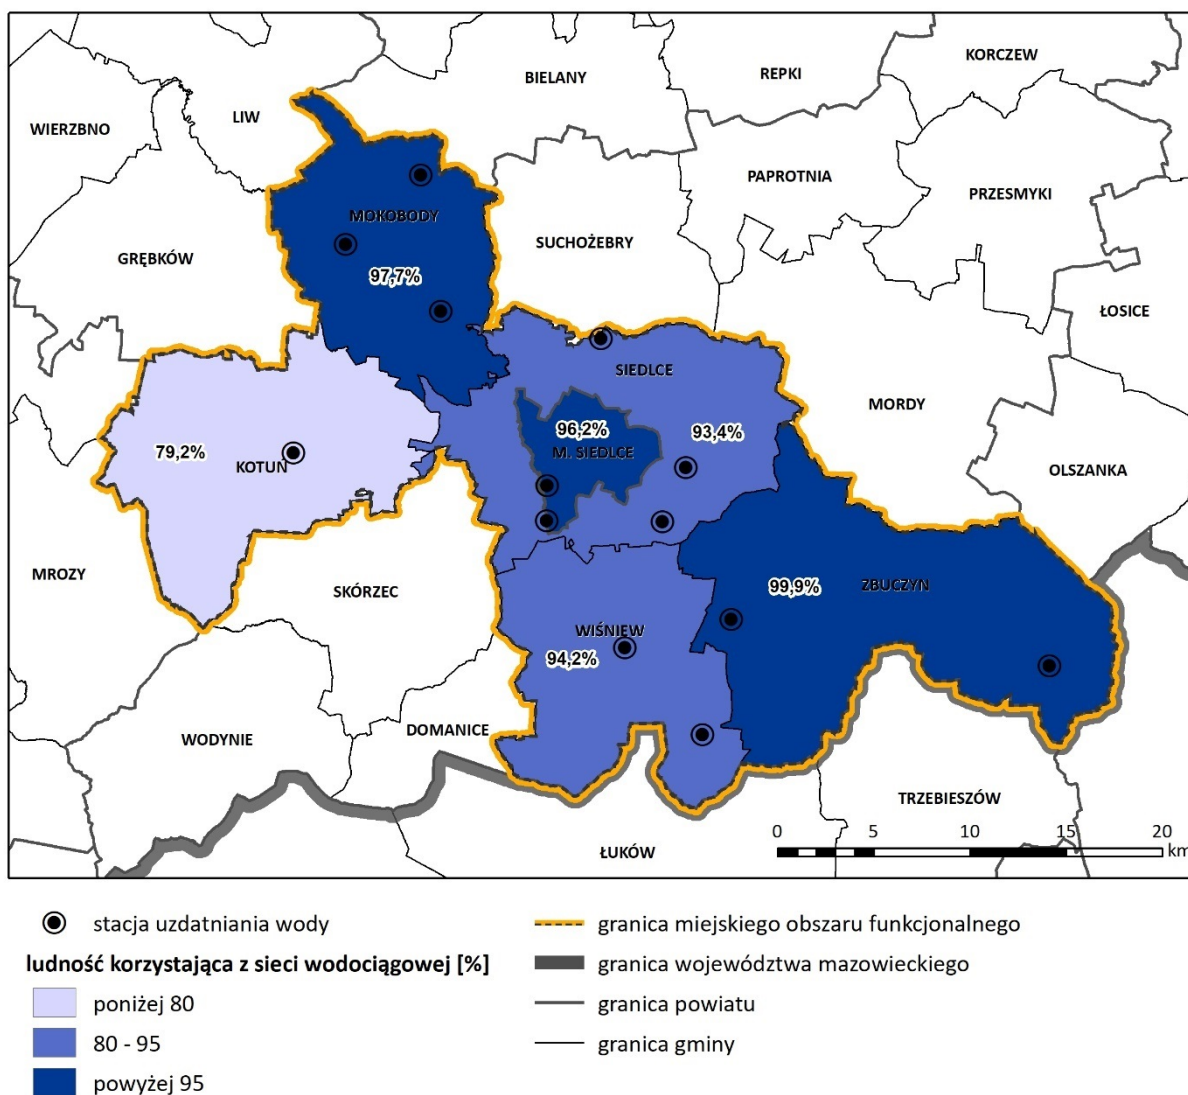 KORCZEW
BIELANY
REPKI
LIW
WIERZBNO
PAPROTNIA
PRZESMYKI
MOKOBODY
SUCHOŻEBRY
GRĘBKÓW
97,7%
ŁOSICE
SIEDLCE
MORDY
96,2%
93,4%
79,2%
M. SIEDLCE
KOTUŃ
OLSZANKA
MROZY
SKÓRZEC
99,9%
ZBUCZYN
WIŚNIEW
94,2%
DOMANICE
WODYNIE
TRZEBIESZÓW
0 5 10 15 20
km
ŁUKÓW
stacja uzdatniania wody
ludność korzystająca z sieci wodociągowej [%]
poniżej 80
80 - 95
powyżej 95
granica miejskiego obszaru funkcjonalnego
granica województwa mazowieckiego
granica powiatu
granica gminy